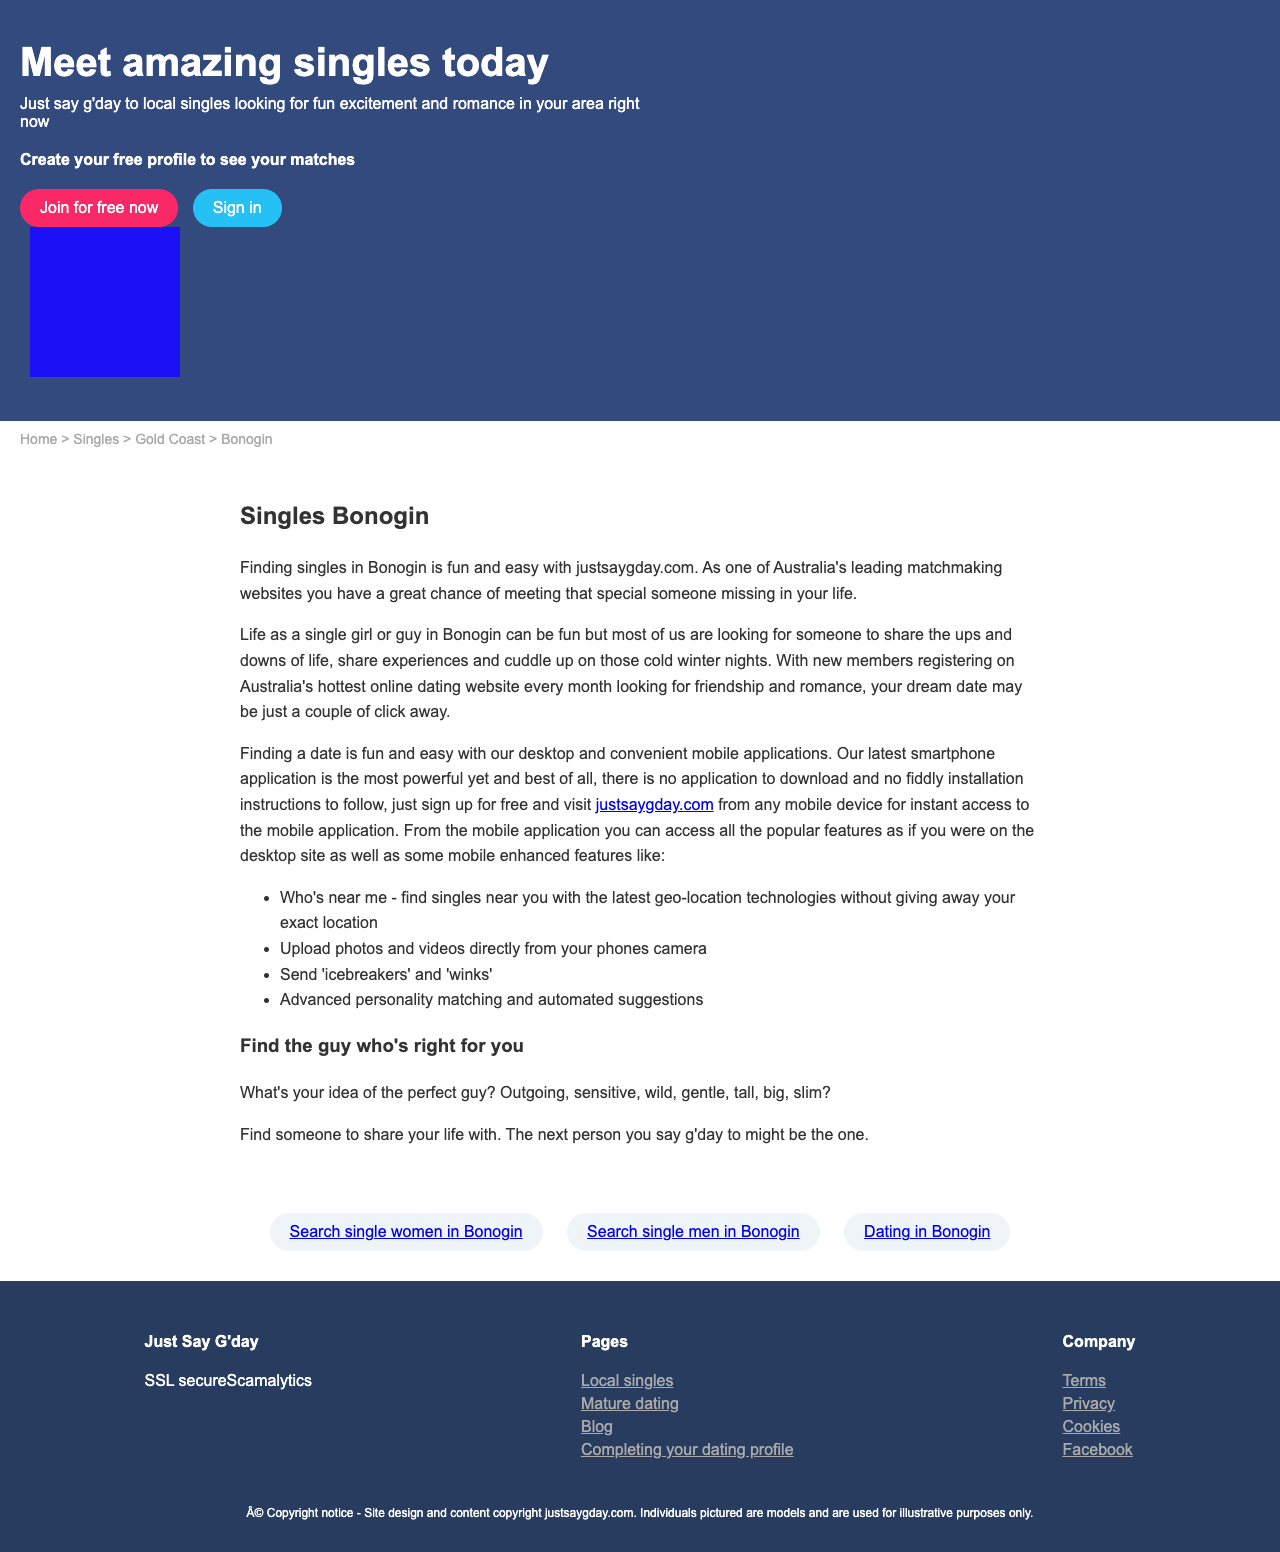 Meet amazing singles today
Just say g'day to local singles looking for fun excitement and romance in your area right
now
Create your free profile to see your matches
Join for free now
Sign in
Home > Singles > Gold Coast > Bonogin
Singles Bonogin
Finding singles in Bonogin is fun and easy with justsaygday.com. As one of Australia's leading matchmaking
websites you have a great chance of meeting that special someone missing in your life.
Life as a single girl or guy in Bonogin can be fun but most of us are looking for someone to share the ups and
downs of life, share experiences and cuddle up on those cold winter nights. With new members registering on
Australia's hottest online dating website every month looking for friendship and romance, your dream date may
be just a couple of click away.
Finding a date is fun and easy with our desktop and convenient mobile applications. Our latest smartphone
application is the most powerful yet and best of all, there is no application to download and no fiddly installation
instructions to follow, just sign up for free and visit justsaygday.com from any mobile device for instant access to
the mobile application. From the mobile application you can access all the popular features as if you were on the
desktop site as well as some mobile enhanced features like:
• Who's near me - find singles near you with the latest geo-location technologies without giving away your
exact location
• Upload photos and videos directly from your phones camera
• Send 'icebreakers' and 'winks'
• Advanced personality matching and automated suggestions
Find the guy who's right for you
What's your idea of the perfect guy? Outgoing, sensitive, wild, gentle, tall, big, slim?
Find someone to share your life with. The next person you say g'day to might be the one.
Search single women in Bonogin
Search single men in Bonogin
Dating in Bonogin
Just Say G'day
SSL secureScamalytics
Pages
Local singles
Mature dating
Blog
Completing your dating profile
Company
Terms
Privacy
Cookies
Facebook
Â© Copyright notice - Site design and content copyright justsaygday.com. Individuals pictured are models and are used for illustrative purposes only.